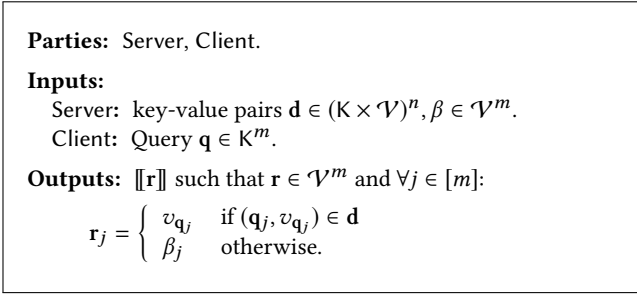 Parties: Server, Client.
Inputs:
Server: key-value pairs d ∈ (K × 𝒱)ⁿ, β ∈ 𝒱ᵐ.
Client: Query q ∈ Kᵐ.
Outputs: ⟦r⟧ such that r ∈ 𝒱ᵐ and ∀j ∈ [m]:
r_j = { v_{q_j} if (q_j, v_{q_j}) ∈ d
β_j otherwise.